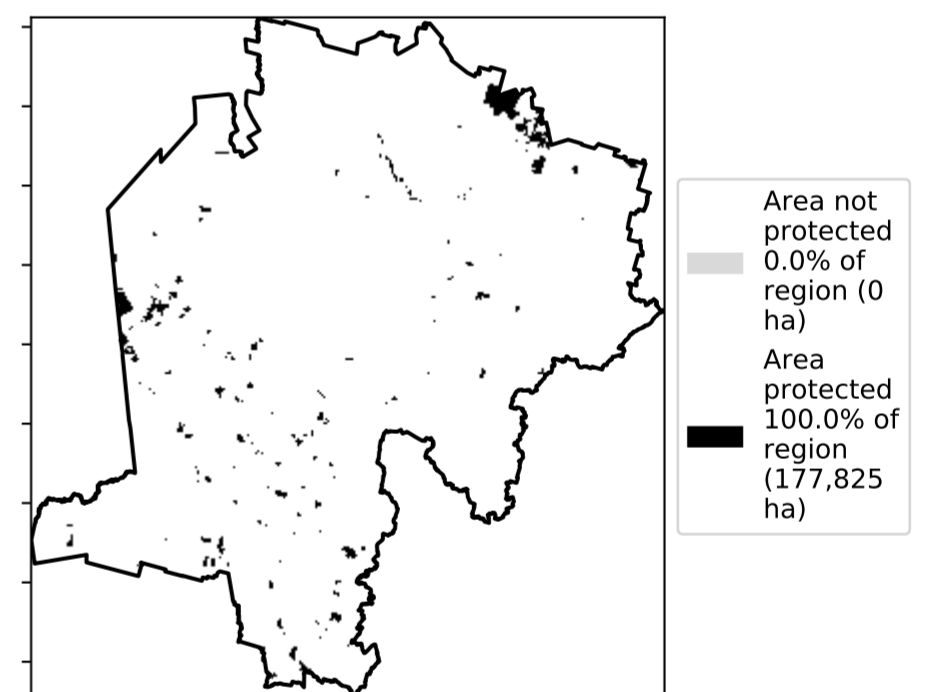 Area not
protected
0.0% of
region (0
ha)
Area
protected
100.0% of
region
(177,825
ha)